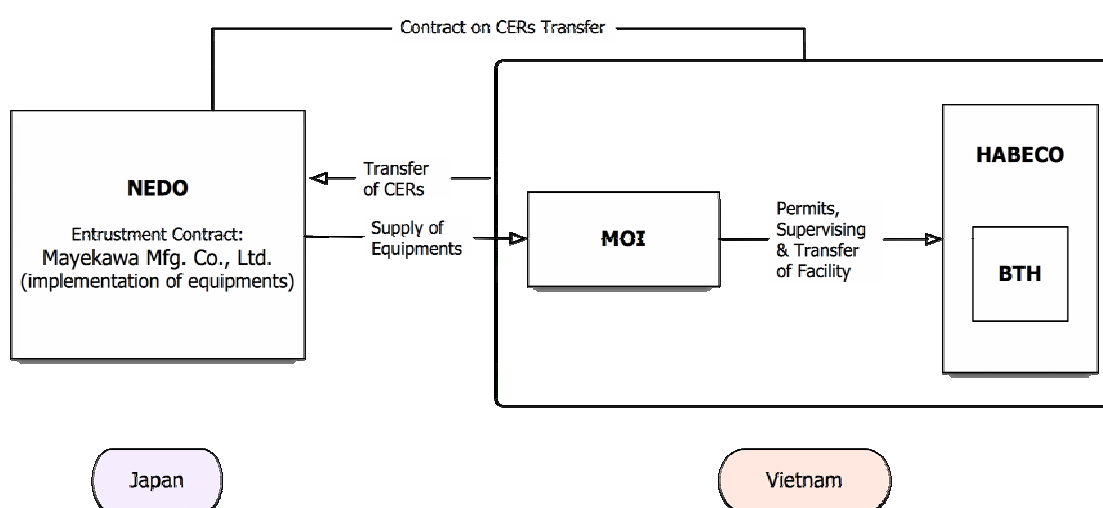 Contract on CERs Transfer
NEDO
Entrustment Contract:
Mayekawa Mfg. Co., Ltd.
(implementation of equipments)
Transfer
of CERs
Supply of
Equipments
MOI
Permits,
Supervising
& Transfer
of Facility
HABECO
BTH
Japan
Vietnam